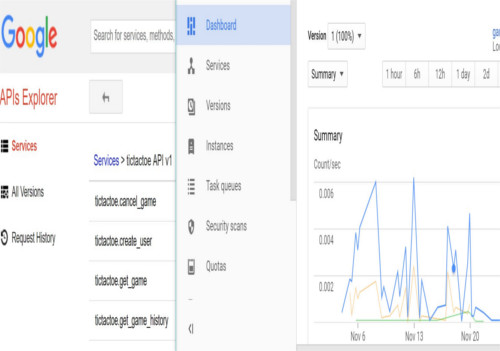 Google
Search for services, methods,
APIs Explorer
Services
All Versions
Request History
Services > tictactoe API v1
tictactoe.cancel_game
tictactoe.create_user
tictactoe.get_game
tictactoe.get_game_history
Dashboard
Services
Versions
Instances
Task queues
Security scans
Quotas
Version 1 (100%)
Summary
1 hour 6h 12h 1 day 2d
Summary
Count/sec
0.006
0.004
0.002
Nov 6 Nov 13 Nov 20